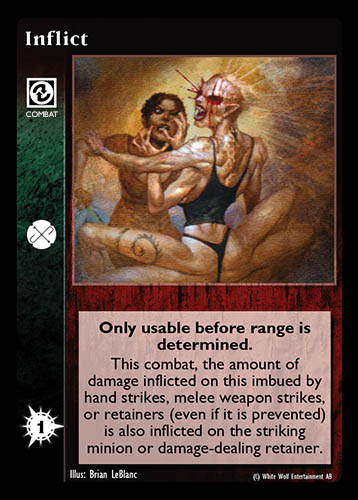 Inflict
COMBAT
Only usable before range is
determined.
This combat, the amount of
damage inflicted on this imbued by
hand strikes, melee weapon strikes,
or retainers (even if it is prevented)
is also inflicted on the striking
minion or damage-dealing retainer.
1
Illus: Brian LeBlanc
(C) White Wolf Entertainment AB